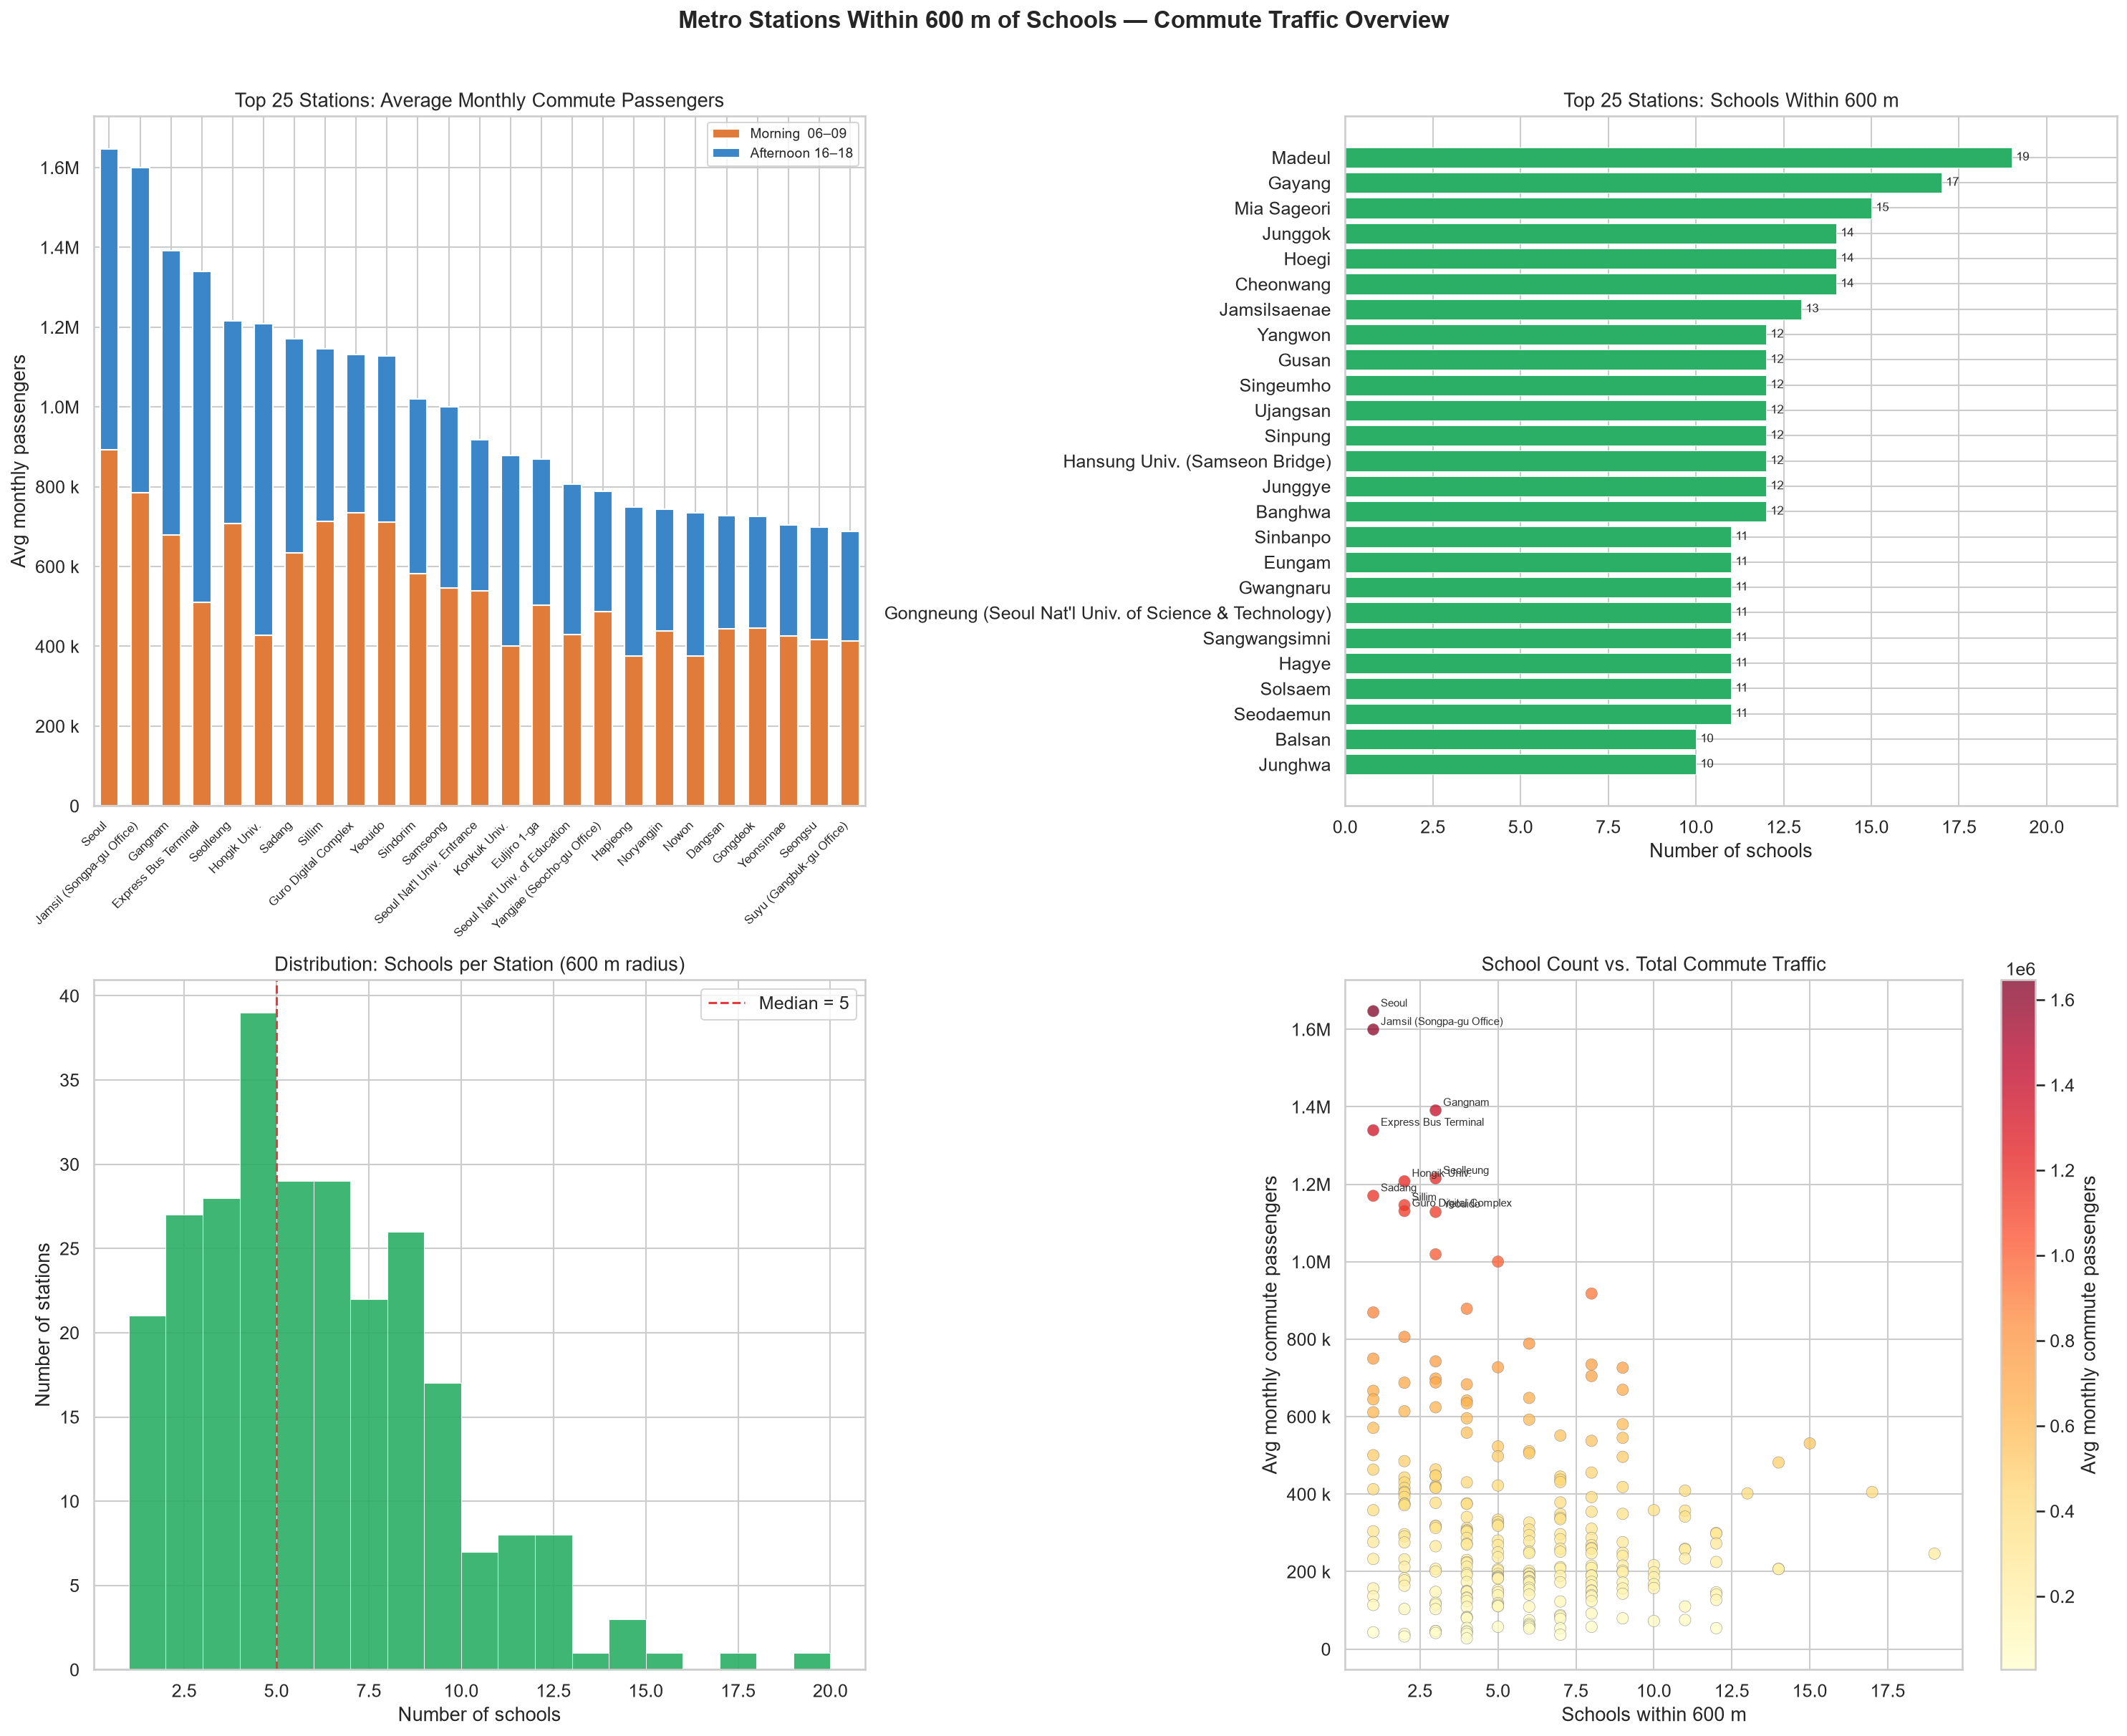 Metro Stations Within 600 m of Schools — Commute Traffic Overview
Top 25 Stations: Average Monthly Commute Passengers
Morning  06–09
Afternoon 16–18
Avg monthly passengers
1.6M
1.4M
1.2M
1.0M
800 k
600 k
400 k
200 k
0
Seoul
Jamsil (Songpa-gu Office)
Gangnam
Express Bus Terminal
Seolleung
Hongik Univ.
Sadang
Sillim
Guro Digital Complex
Yeouido
Sindorim
Samseong
Seoul Nat'l Univ. Entrance
Konkuk Univ.
Euljiro 1-ga
Seoul Nat'l Univ. of Education
Yangjae (Seocho-gu Office)
Hapjeong
Noryangjin
Nowon
Dangsan
Gongdeok
Yeonsinnae
Seongsu
Suyu (Gangbuk-gu Office)
Top 25 Stations: Schools Within 600 m
Madeul 19
Gayang 17
Mia Sageori 15
Junggok 14
Hoegi 14
Cheonwang 14
Jamsilsaenae 13
Yangwon 12
Gusan 12
Singeumho 12
Ujangsan 12
Sinpung 12
Hansung Univ. (Samseon Bridge) 12
Junggye 12
Banghwa 12
Sinbanpo 11
Eungam 11
Gwangnaru 11
Gongneung (Seoul Nat'l Univ. of Science & Technology) 11
Sangwangsimni 11
Hagye 11
Solsaem 11
Seodaemun 11
Balsan 10
Junghwa 10
0.0 2.5 5.0 7.5 10.0 12.5 15.0 17.5 20.0
Number of schools
Distribution: Schools per Station (600 m radius)
Median = 5
Number of stations
40
35
30
25
20
15
10
5
0
2.5 5.0 7.5 10.0 12.5 15.0 17.5 20.0
Number of schools
School Count vs. Total Commute Traffic
Avg monthly commute passengers
1.6M
1.4M
1.2M
1.0M
800 k
600 k
400 k
200 k
0
Seoul
Jamsil (Songpa-gu Office)
Gangnam
Express Bus Terminal
Seolleung
Hongik Univ.
Sadang
Sillim
Guro Digital Complex
Yeouido
2.5 5.0 7.5 10.0 12.5 15.0 17.5
Schools within 600 m
1e6
1.6
1.4
1.2
1.0
0.8
0.6
0.4
0.2
Avg monthly commute passengers